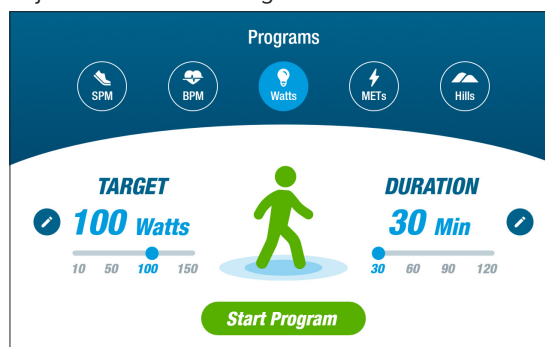 Programs
SPM
BPM
Watts
METs
Hills
TARGET
100 Watts
10 50 100 150
DURATION
30 Min
30 60 90 120
Start Program